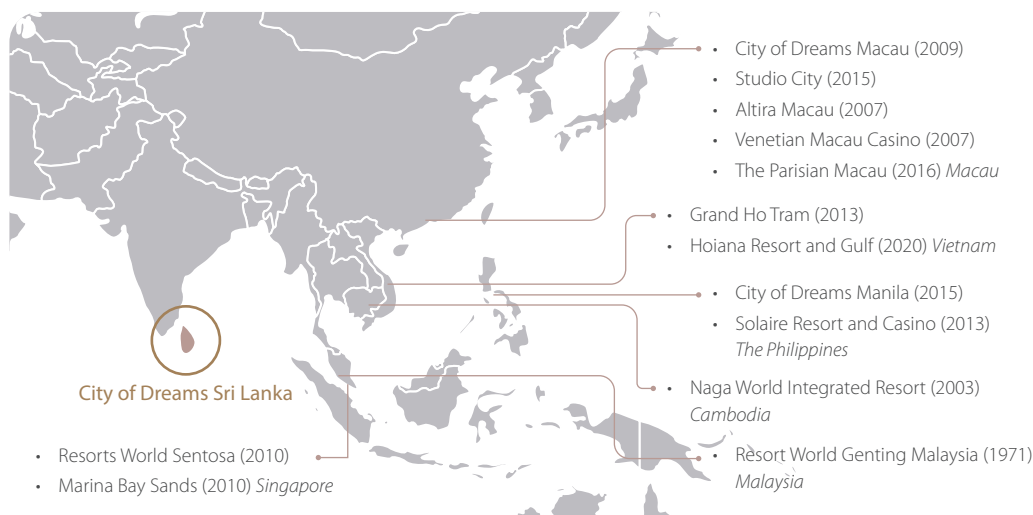 • City of Dreams Macau (2009)
• Studio City (2015)
• Altira Macau (2007)
• Venetian Macau Casino (2007)
• The Parisian Macau (2016) Macau
• Grand Ho Tram (2013)
• Hoiana Resort and Gulf (2020) Vietnam
• City of Dreams Manila (2015)
• Solaire Resort and Casino (2013)
The Philippines
• Naga World Integrated Resort (2003)
Cambodia
• Resort World Genting Malaysia (1971)
Malaysia
City of Dreams Sri Lanka
• Resorts World Sentosa (2010)
• Marina Bay Sands (2010) Singapore